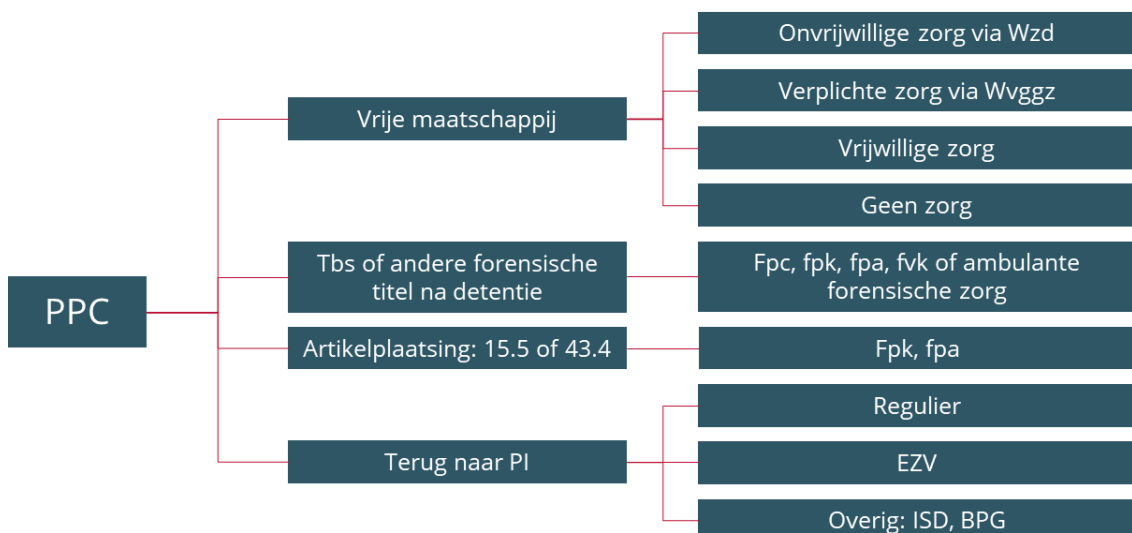 PPC
Vrije maatschappij
Onvrijwillige zorg via Wzd
Verplichte zorg via Wvggz
Vrijwillige zorg
Geen zorg
Tbs of andere forensische
titel na detentie
Fpc, fpk, fpa, fvk of ambulante
forensische zorg
Artikelplaatsing: 15.5 of 43.4
Fpk, fpa
Terug naar PI
Regulier
EZV
Overig: ISD, BPG